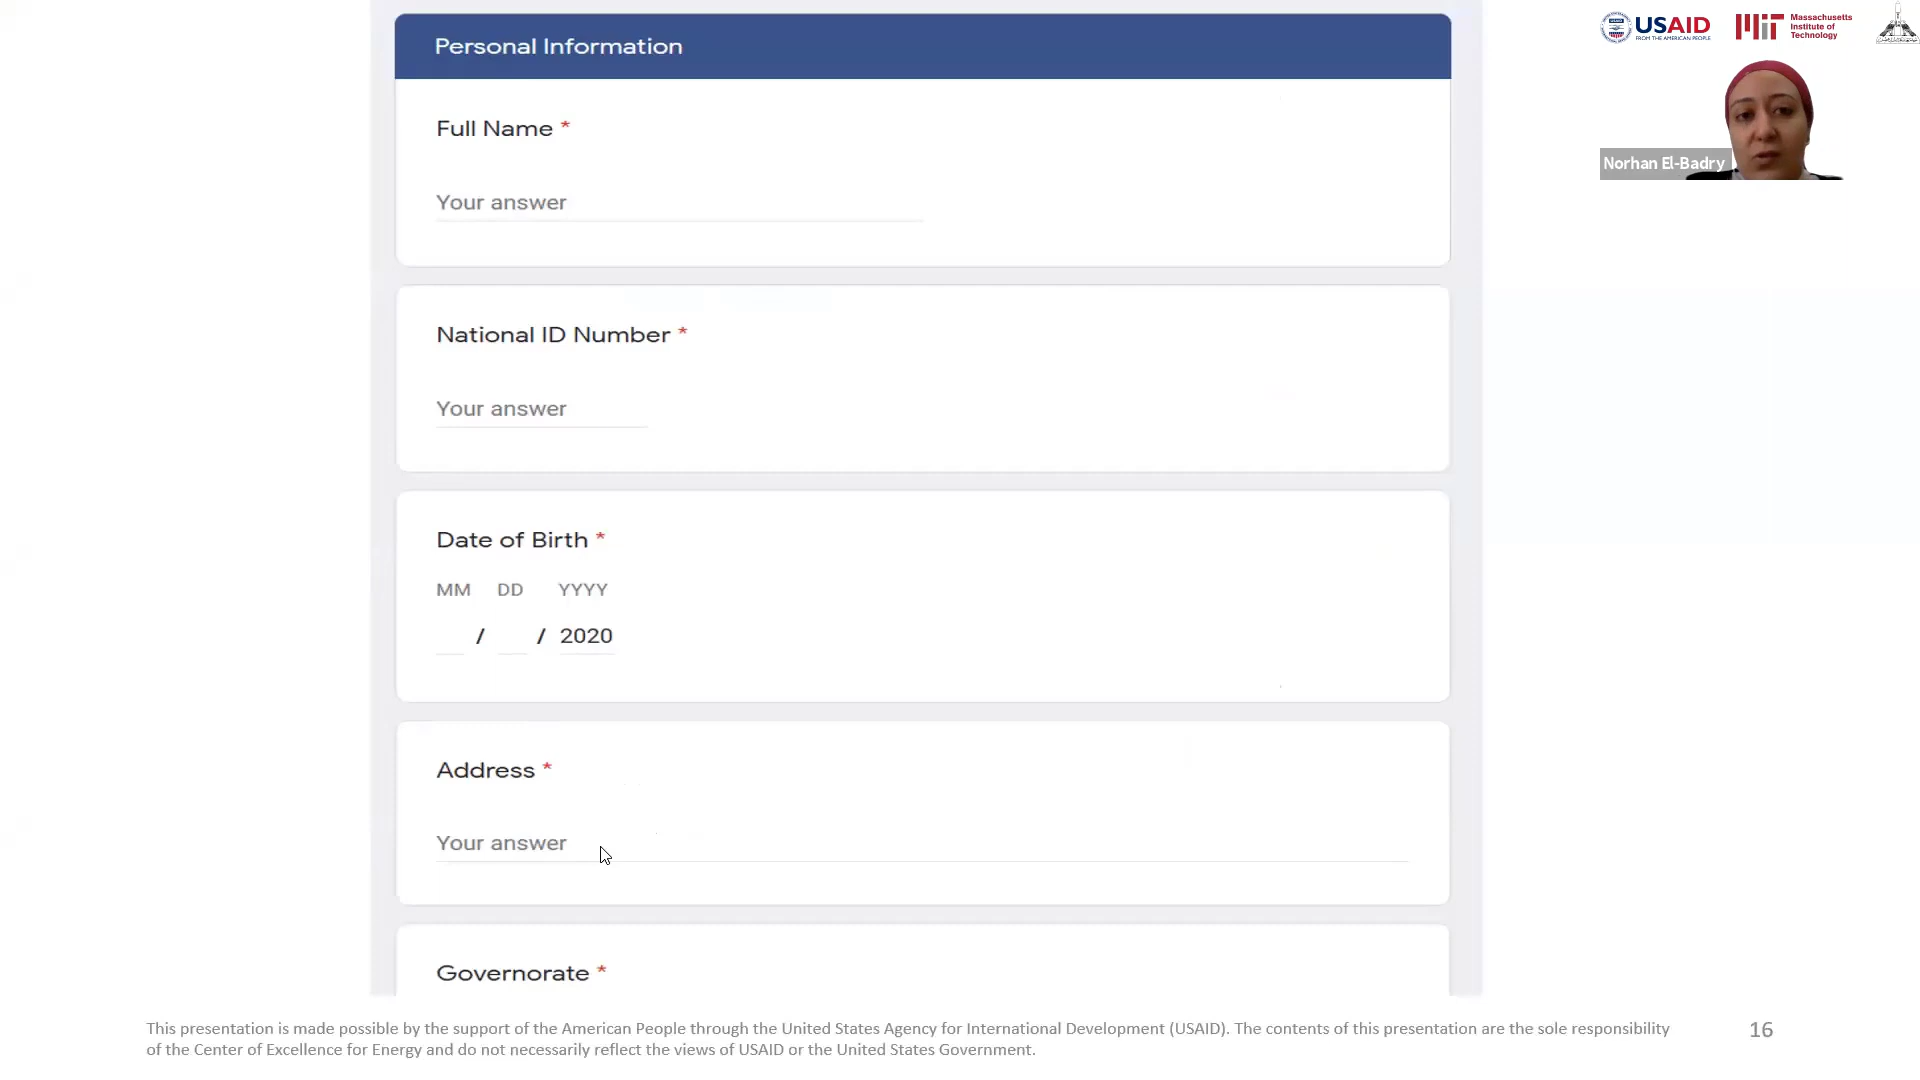 Personal Information
USAID
FROM THE AMERICAN PEOPLE
Massachusetts
Institute of
Technology
Full Name *
Your answer
Norhan El-Badry
National ID Number *
Your answer
Date of Birth *
MM DD YYYY
/ / 2020
Address *
Your answer
Governorate *
This presentation is made possible by the support of the American People through the United States Agency for International Development (USAID). The contents of this presentation are the sole responsibility
of the Center of Excellence for Energy and do not necessarily reflect the views of USAID or the United States Government.
16